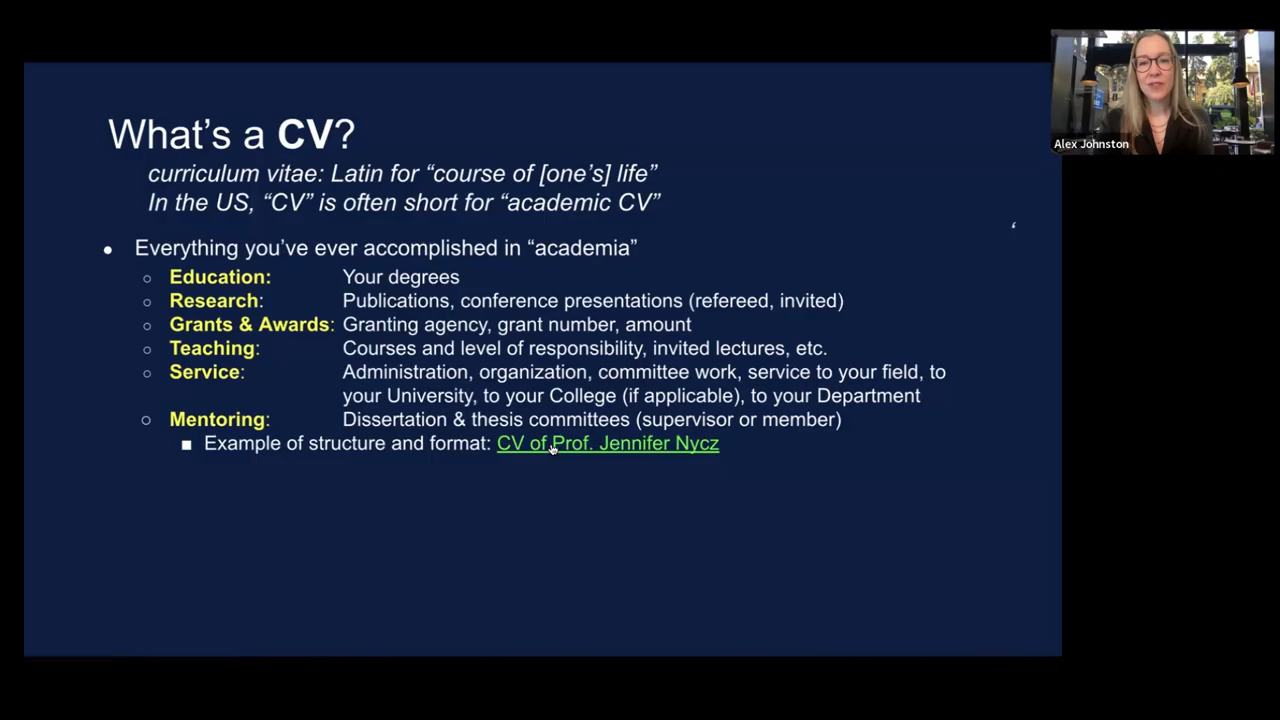 What's a CV?
curriculum vitae: Latin for “course of [one's] life”
In the US, “CV” is often short for “academic CV”
• Everything you've ever accomplished in “academia”
○ Education: Your degrees
○ Research: Publications, conference presentations (refereed, invited)
○ Grants & Awards: Granting agency, grant number, amount
○ Teaching: Courses and level of responsibility, invited lectures, etc.
○ Service: Administration, organization, committee work, service to your field, to
your University, to your College (if applicable), to your Department
○ Mentoring: Dissertation & thesis committees (supervisor or member)
■ Example of structure and format: CV of Prof. Jennifer Nycz
‘
Alex Johnston